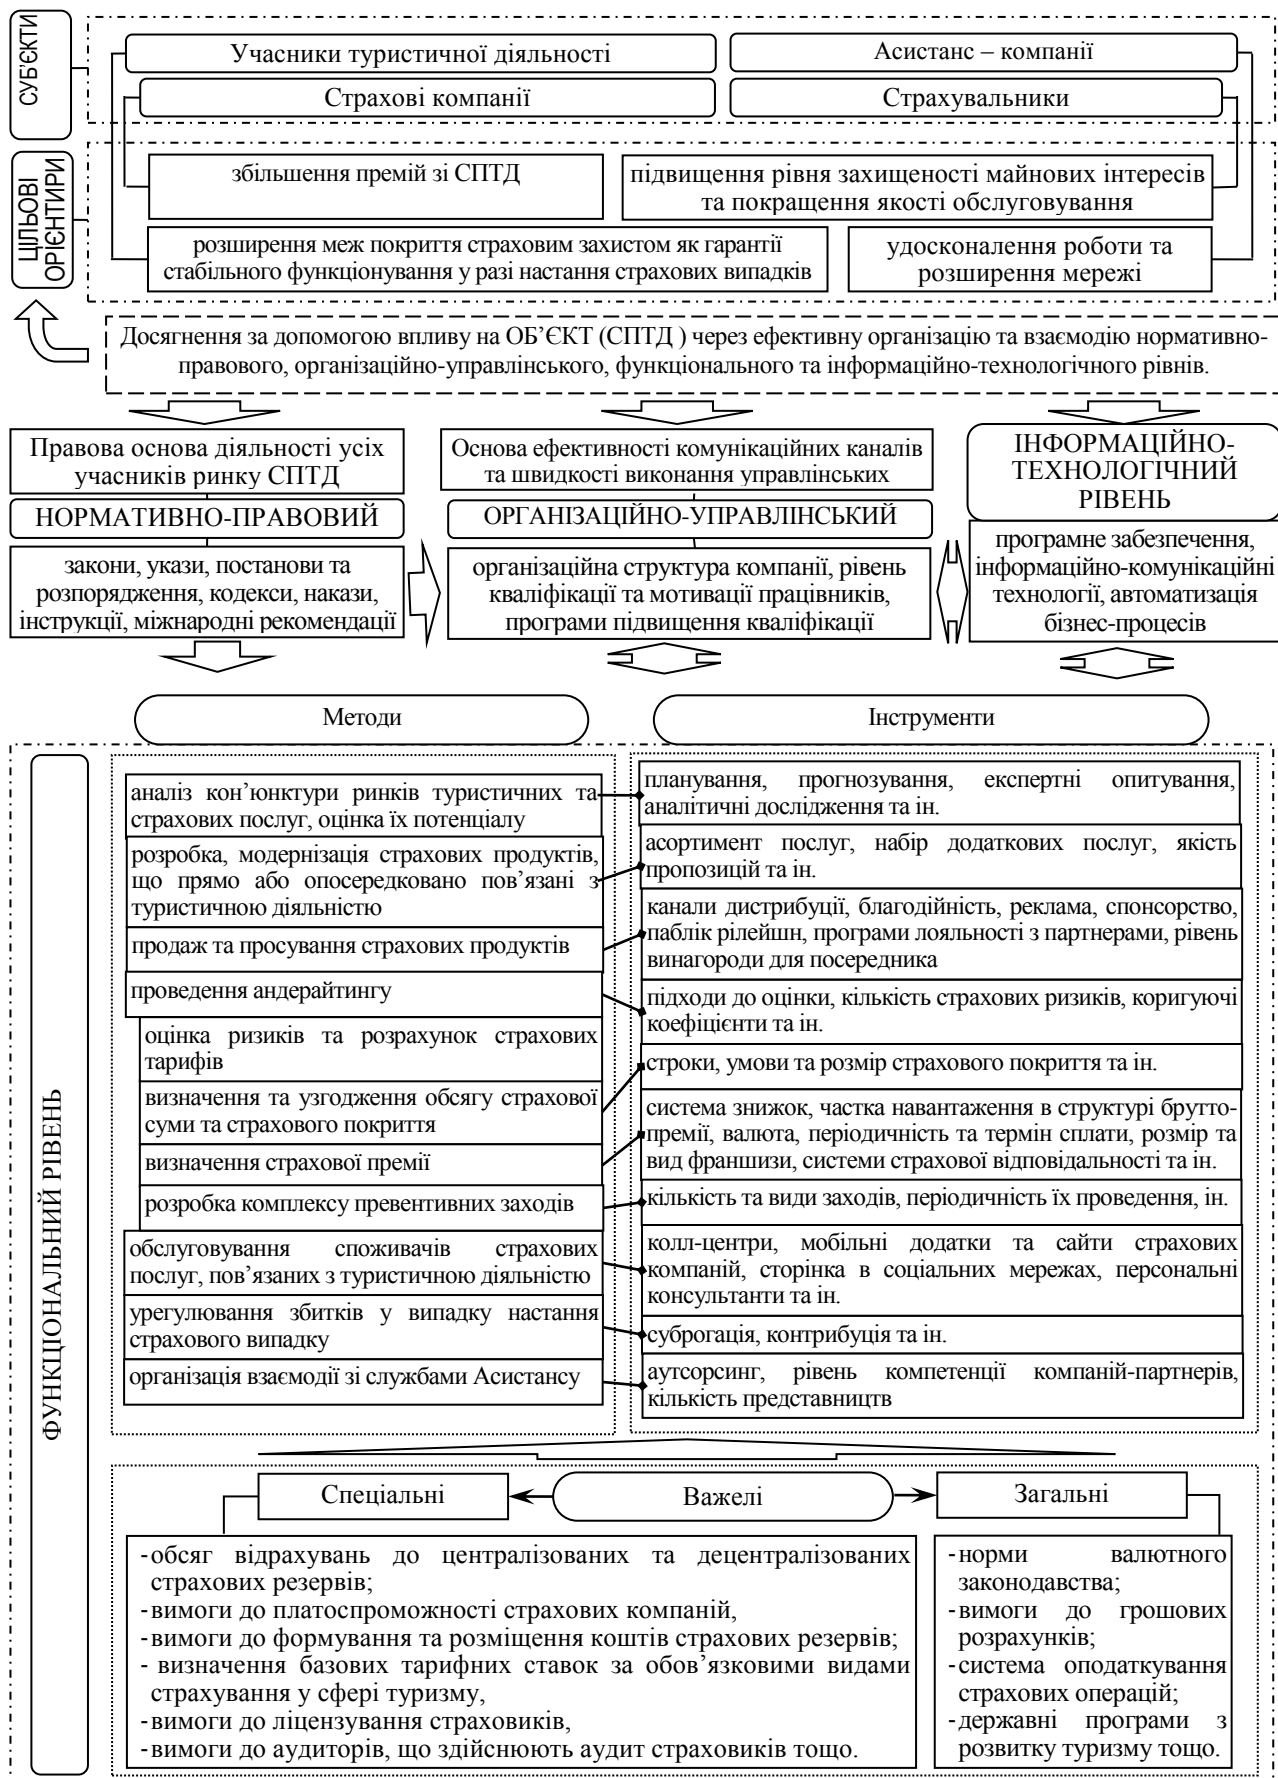 СУБ'ЄКТИ
Учасники туристичної діяльності
Асистанс – компанії
Страхові компанії
Страхувальники
ЦІЛЬОВІ
ОРІЄНТИРИ
збільшення премій зі СПТД
підвищення рівня захищеності майнових інтересів
та покращення якості обслуговування
розширення меж покриття страховим захистом як гарантії
стабільного функціонування у разі настання страхових випадків
удосконалення роботи та
розширення мережі
Досягнення за допомогою впливу на ОБ’ЄКТ (СПТД ) через ефективну організацію та взаємодію нормативно-
правового, організаційно-управлінського, функціонального та інформаційно-технологічного рівнів.
Правова основа діяльності усіх
учасників ринку СПТД
НОРМАТИВНО-ПРАВОВИЙ
закони, укази, постанови та
розпорядження, кодекси, накази,
інструкції, міжнародні рекомендації
Основа ефективності комунікаційних каналів
та швидкості виконання управлінських
ОРГАНІЗАЦІЙНО-УПРАВЛІНСЬКИЙ
організаційна структура компанії, рівень
кваліфікації та мотивації працівників,
програми підвищення кваліфікації
ІНФОРМАЦІЙНО-
ТЕХНОЛОГІЧНИЙ
РІВЕНЬ
програмне забезпечення,
інформаційно-комунікаційні
технології, автоматизація
бізнес-процесів
Методи
Інструменти
ФУНКЦІОНАЛЬНИЙ РІВЕНЬ
аналіз кон’юнктури ринків туристичних та
страхових послуг, оцінка їх потенціалу
планування, прогнозування, експертні опитування,
аналітичні дослідження та ін.
розробка, модернізація страхових продуктів,
що прямо або опосередковано пов’язані з
туристичною діяльністю
асортимент послуг, набір додаткових послуг, якість
пропозицій та ін.
продаж та просування страхових продуктів
канали дистрибуції, благодійність, реклама, спонсорство,
паблік рілейшн, програми лояльності з партнерами, рівень
винагороди для посередника
проведення андерайтингу
підходи до оцінки, кількість страхових ризиків, коригуючі
коефіцієнти та ін.
оцінка ризиків та розрахунок страхових
тарифів
строки, умови та розмір страхового покриття та ін.
визначення та узгодження обсягу страхової
суми та страхового покриття
система знижок, частка навантаження в структурі брутто-
премії, валюта, періодичність та термін сплати, розмір та
вид франшизи, системи страхової відповідальності та ін.
визначення страхової премії
розробка комплексу превентивних заходів
кількість та види заходів, періодичність їх проведення, ін.
обслуговування споживачів страхових
послуг, пов’язаних з туристичною діяльністю
колл-центри, мобільні додатки та сайти страхових
компаній, сторінка в соціальних мережах, персональні
консультанти та ін.
урегулювання збитків у випадку настання
страхового випадку
суброгація, контрибуція та ін.
організація взаємодії зі службами Асистансу
аутсорсинг, рівень компетенції компаній-партнерів,
кількість представництв
Спеціальні
Важелі
Загальні
-обсяг відрахувань до централізованих та децентралізованих
страхових резервів;
-вимоги до платоспроможності страхових компаній,
-вимоги до формування та розміщення коштів страхових резервів;
- визначення базових тарифних ставок за обов’язковими видами
страхування у сфері туризму,
-вимоги до ліцензування страховиків,
-вимоги до аудиторів, що здійснюють аудит страховиків тощо.
-норми валютного
законодавства;
-вимоги до грошових
розрахунків;
-система оподаткування
страхових операцій;
-державні програми з
розвитку туризму тощо.